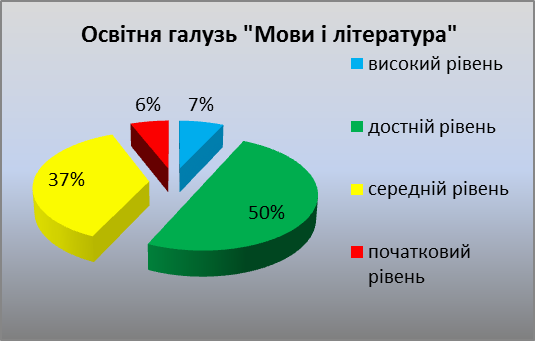 Освітня галузь "Мови і література"
6%
7%
37%
50%
високий рівень
достній рівень
середній рівень
початковий
рівень